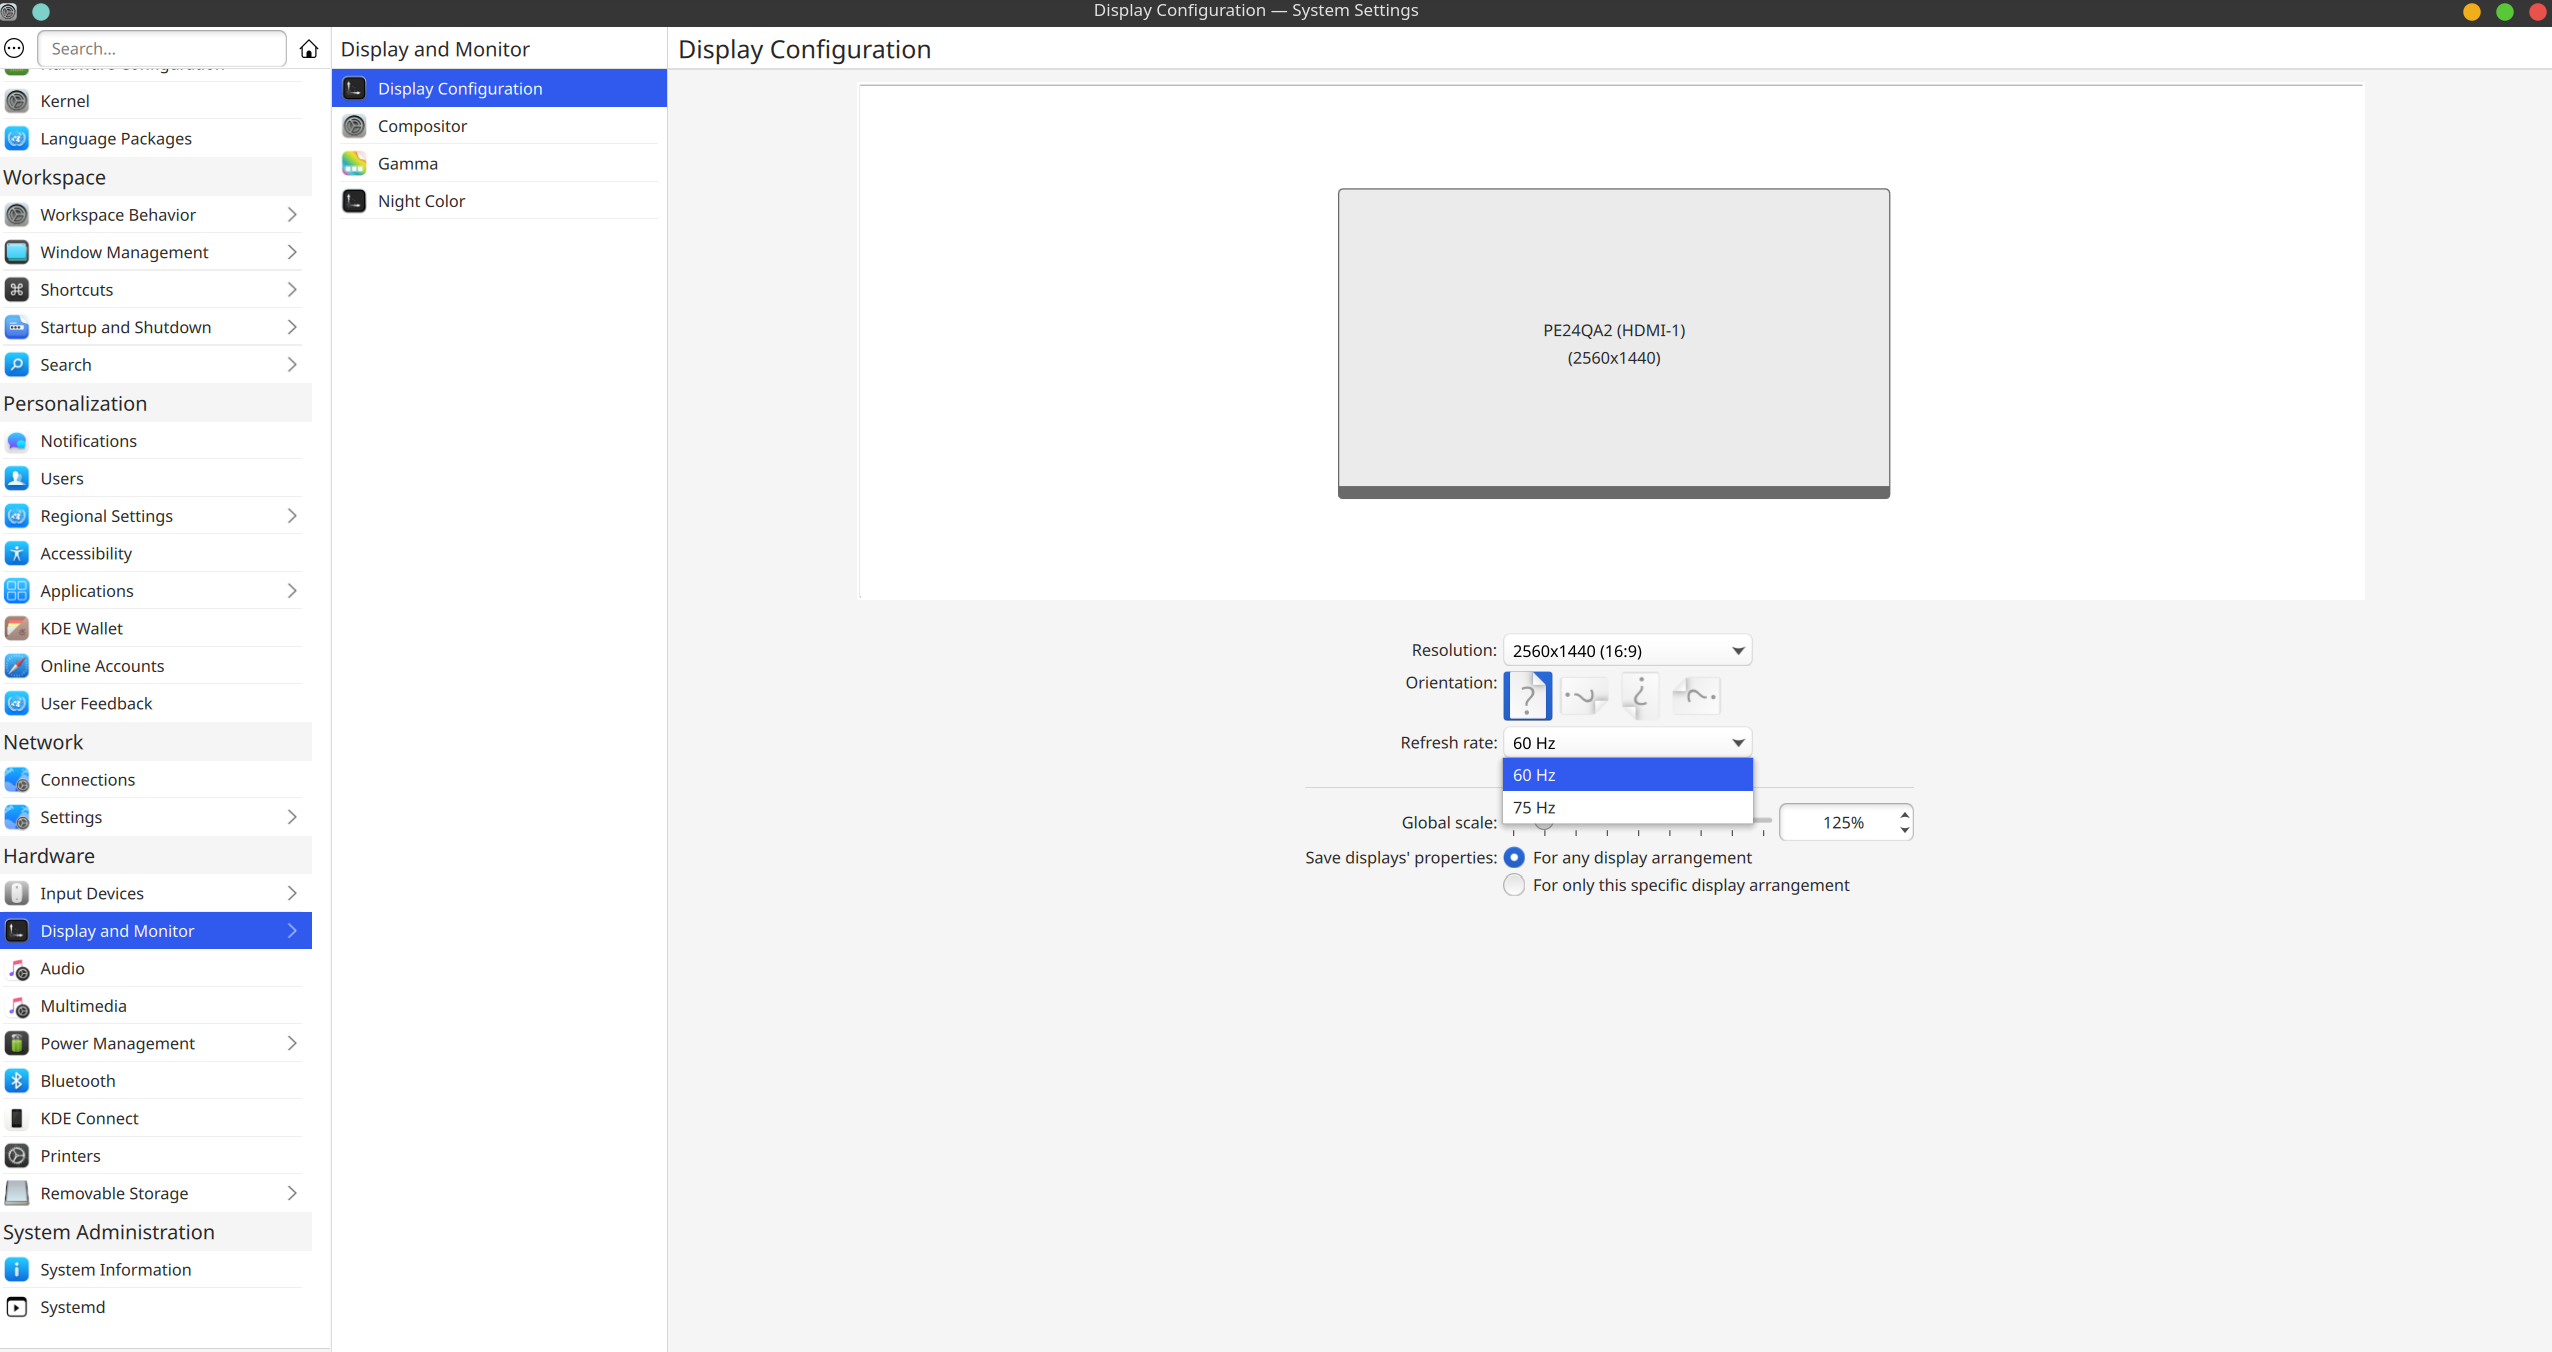 Display Configuration — System Settings
Search...
Hardware Configuration
Kernel
Language Packages
Workspace
Workspace Behavior
Window Management
Shortcuts
Startup and Shutdown
Search
Personalization
Notifications
Users
Regional Settings
Accessibility
Applications
KDE Wallet
Online Accounts
User Feedback
Network
Connections
Settings
Hardware
Input Devices
Display and Monitor
Audio
Multimedia
Power Management
Bluetooth
KDE Connect
Printers
Removable Storage
System Administration
System Information
Systemd
Display and Monitor
Display Configuration
Compositor
Gamma
Night Color
Display Configuration
PE24QA2 (HDMI-1)
(2560x1440)
Resolution: 2560x1440 (16:9)
Orientation:
Refresh rate: 60 Hz
60 Hz
75 Hz
Global scale: 125%
Save displays' properties: For any display arrangement
For only this specific display arrangement